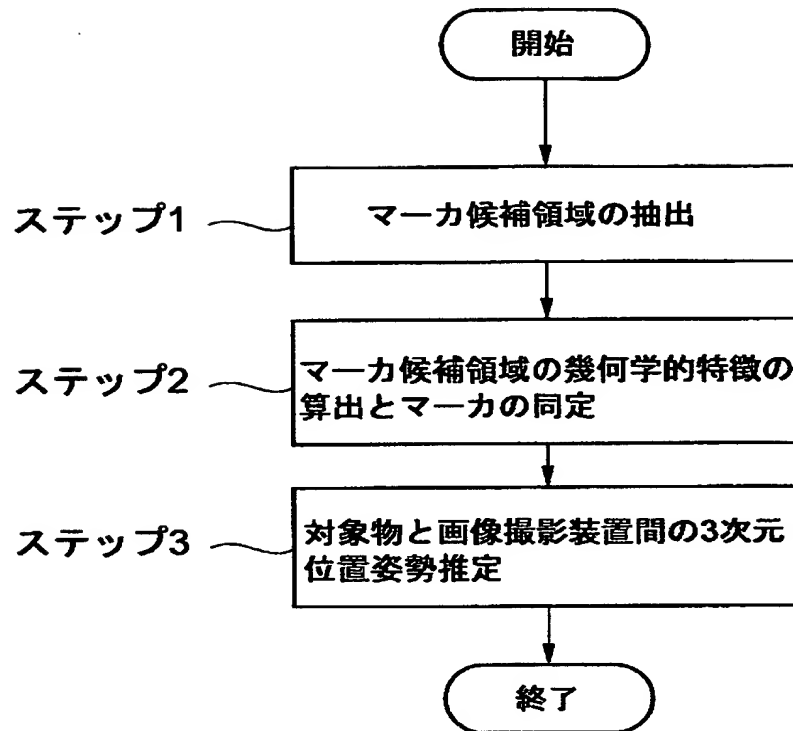 開始
ステップ1
マーカ候補領域の抽出
ステップ2
マーカ候補領域の幾何学的特徴の
算出とマーカの同定
ステップ3
対象物と画像撮影装置間の3次元
位置姿勢推定
終了